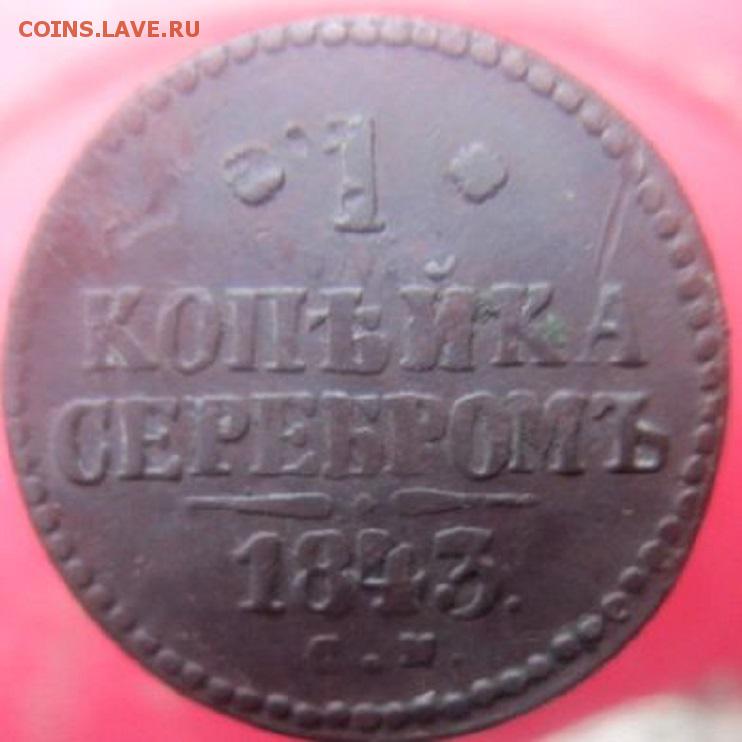 COINS.LAVE.RU
1
КОПѢЙКА
СЕРЕБРОМЪ
1843.
С.М.